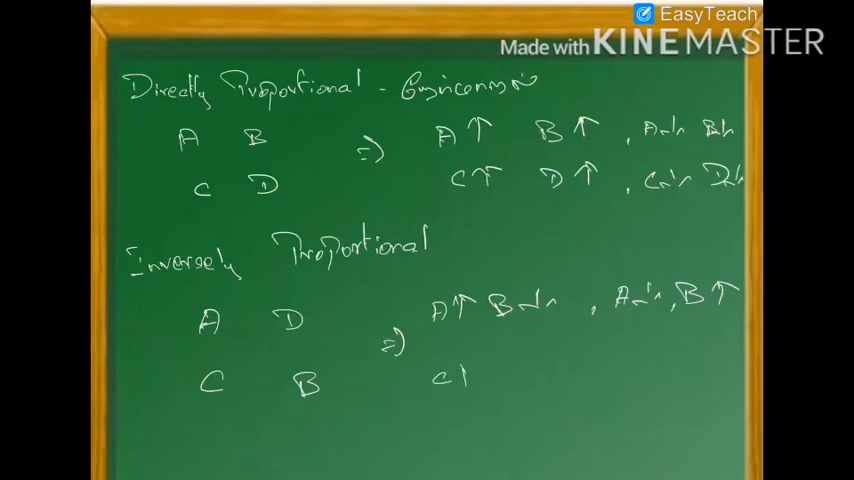 EasyTeach
Made with KINEMASTER
Directly Proportional -
A B ⇒ A ↑ B ↑ , A ↓ B ↓
C D C ↑ D ↑ , C ↓ D ↓
Inversely Proportional
A D ⇒ A ↑ B ↓ , A ↓ , B ↑
C B C